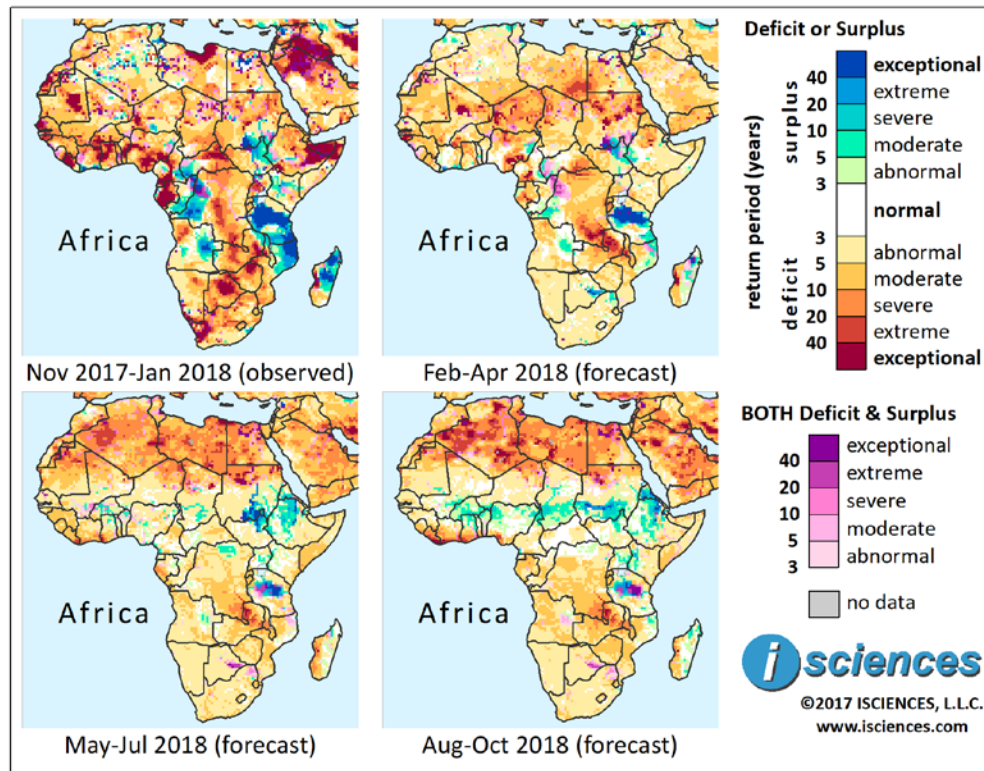 Africa
Nov 2017-Jan 2018 (observed)
Africa
Feb-Apr 2018 (forecast)
Africa
May-Jul 2018 (forecast)
Africa
Aug-Oct 2018 (forecast)
Deficit or Surplus
return period (years)
surplus
deficit
exceptional
40
extreme
20
severe
10
moderate
5
abnormal
3
normal
3
abnormal
5
moderate
10
severe
20
extreme
40
exceptional
BOTH Deficit & Surplus
exceptional
40
extreme
20
severe
10
moderate
5
abnormal
3
no data
i sciences
©2017 ISCIENCES, L.L.C.
www.isciences.com